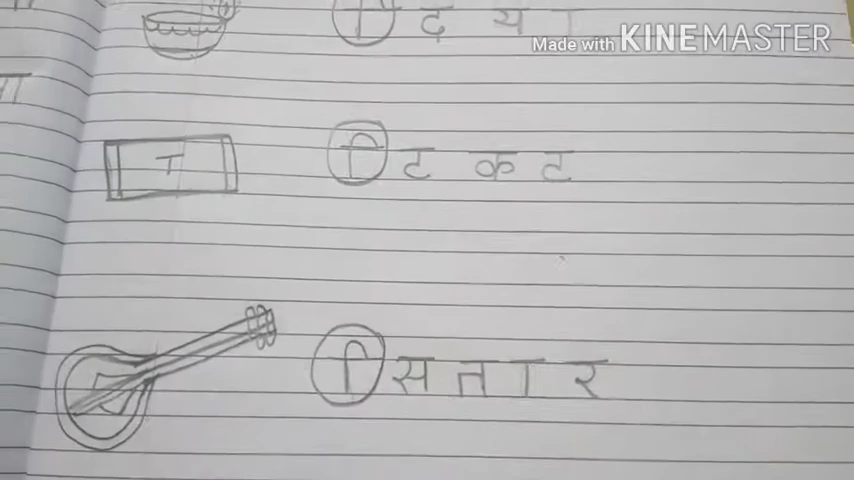 ि द या
Made with KINEMASTER
T ि ट क ट
ि स त ा र